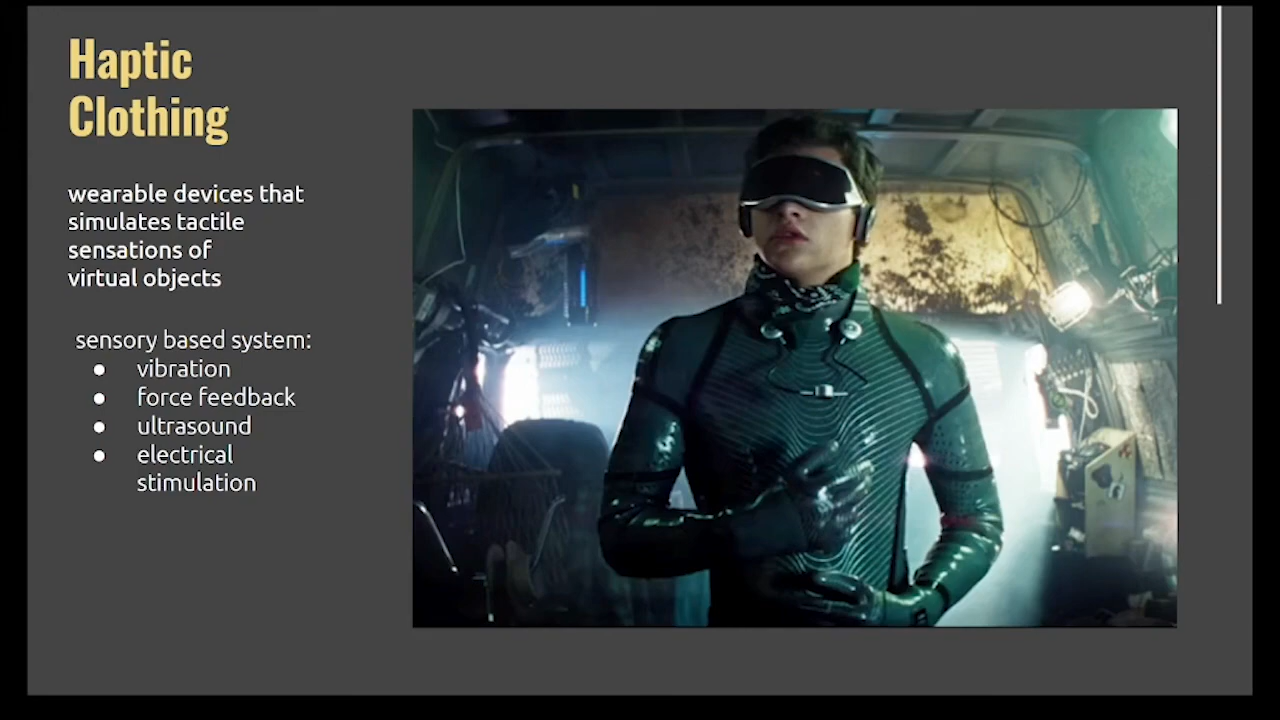 Haptic
Clothing
wearable devices that
simulates tactile
sensations of
virtual objects
sensory based system:
● vibration
● force feedback
● ultrasound
● electrical
stimulation